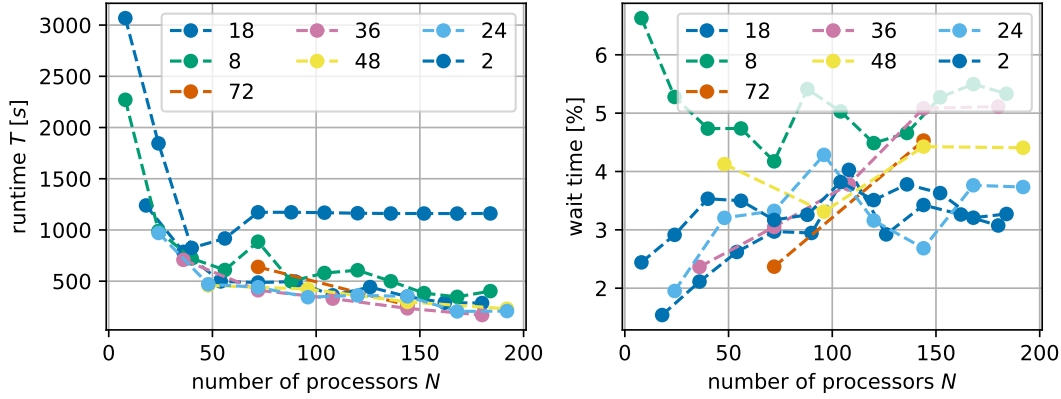 3000
2500
2000
1500
1000
500
runtime T [s]
18 36 24
8 48 2
72
0 50 100 150 200
number of processors N
6
5
4
3
2
wait time [%]
18 36 24
8 48 2
72
0 50 100 150 200
number of processors N